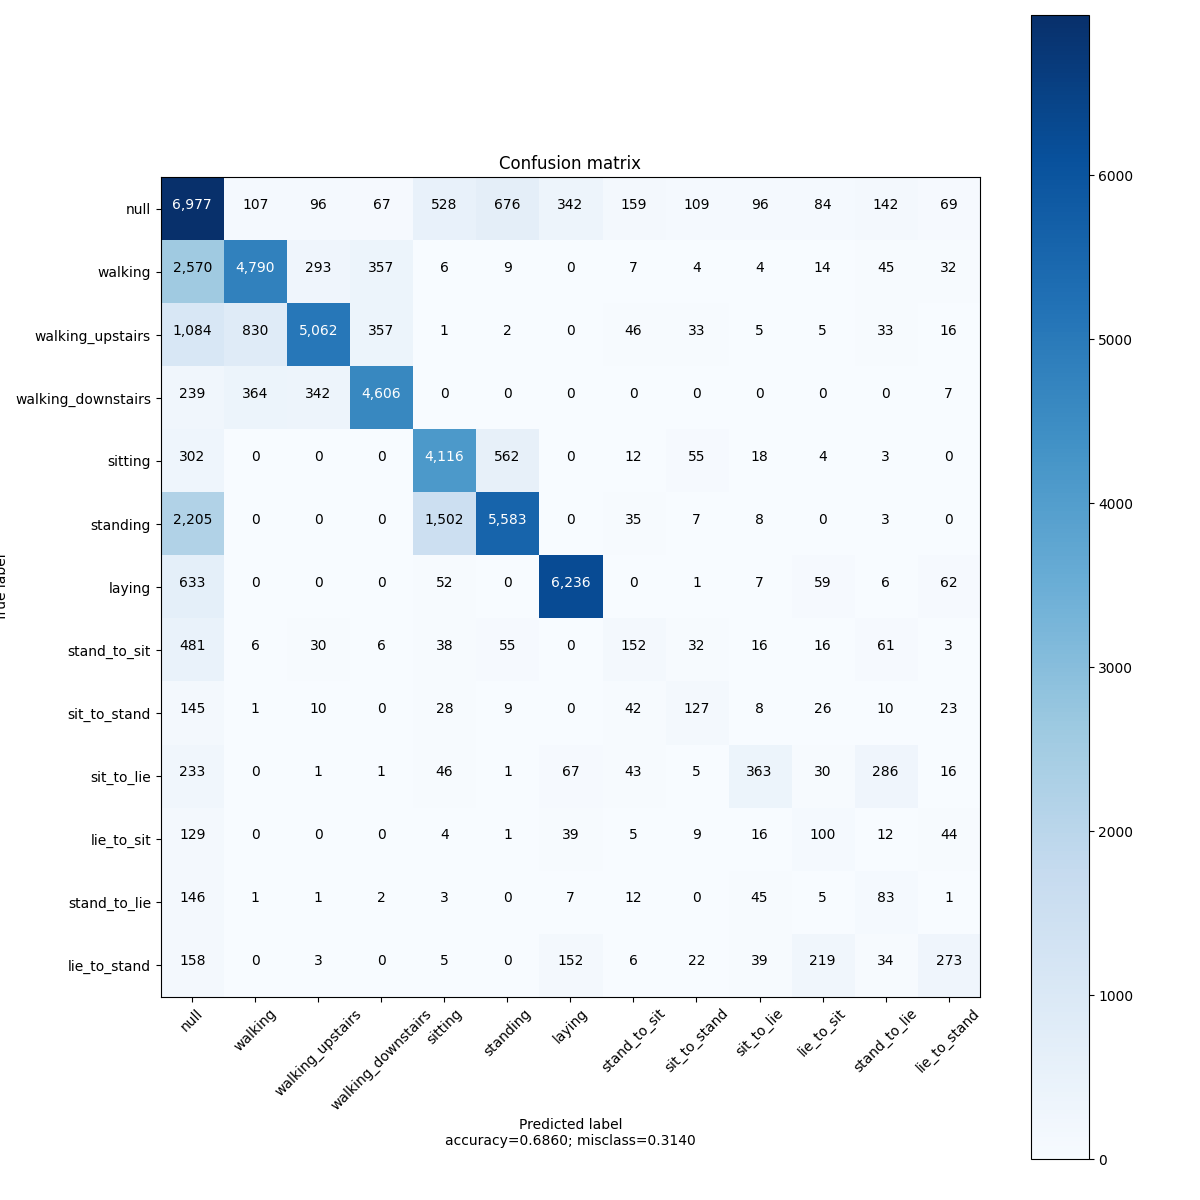 Confusion matrix
null 6,977 107 96 67 528 676 342 159 109 96 84 142 69
walking 2,570 4,790 293 357 6 9 0 7 4 4 14 45 32
walking_upstairs 1,084 830 5,062 357 1 2 0 46 33 5 5 33 16
walking_downstairs 239 364 342 4,606 0 0 0 0 0 0 0 0 7
sitting 302 0 0 0 4,116 562 0 12 55 18 4 3 0
standing 2,205 0 0 0 1,502 5,583 0 35 7 8 0 3 0
laying 633 0 0 0 52 0 6,236 0 1 7 59 6 62
stand_to_sit 481 6 30 6 38 55 0 152 32 16 16 61 3
sit_to_stand 145 1 10 0 28 9 0 42 127 8 26 10 23
sit_to_lie 233 0 1 1 46 1 67 43 5 363 30 286 16
lie_to_sit 129 0 0 0 4 1 39 5 9 16 100 12 44
stand_to_lie 146 1 1 2 3 0 7 12 0 45 5 83 1
lie_to_stand 158 0 3 0 5 0 152 6 22 39 219 34 273
null walking walking_upstairs walking_downstairs sitting standing laying stand_to_sit sit_to_stand sit_to_lie lie_to_sit stand_to_lie lie_to_stand
Predicted label
accuracy=0.6860; misclass=0.3140
label
6000
5000
4000
3000
2000
1000
0